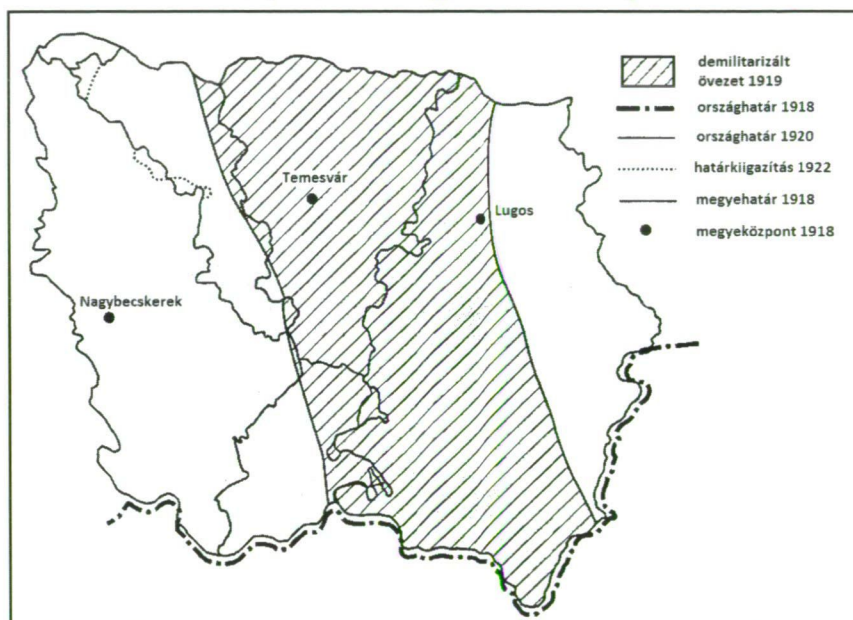 demilitarizált
övezet 1919
országhatár 1918
országhatár 1920
határkiigazítás 1922
megyehatár 1918
megyeközpont 1918
Temesvár
Lugos
Nagybecskerek